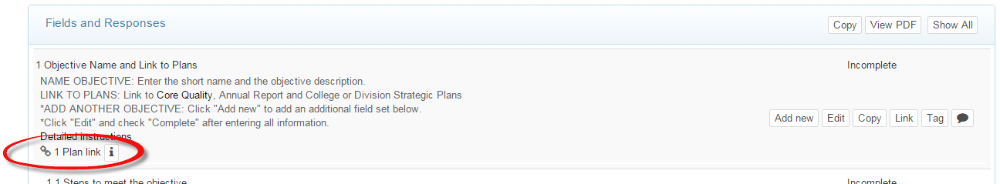 Fields and Responses
Copy View PDF Show All
1 Objective Name and Link to Plans Incomplete
NAME OBJECTIVE: Enter the short name and the objective description.
LINK TO PLANS: Link to Core Quality, Annual Report and College or Division Strategic Plans
*ADD ANOTHER OBJECTIVE: Click "Add new" to add an additional field set below.
Add new Edit Copy Link Tag
*Click "Edit" and check "Complete" after entering all information.
Detailed instructions
1 Plan link i
1.1 Steps to meet the objective Incomplete